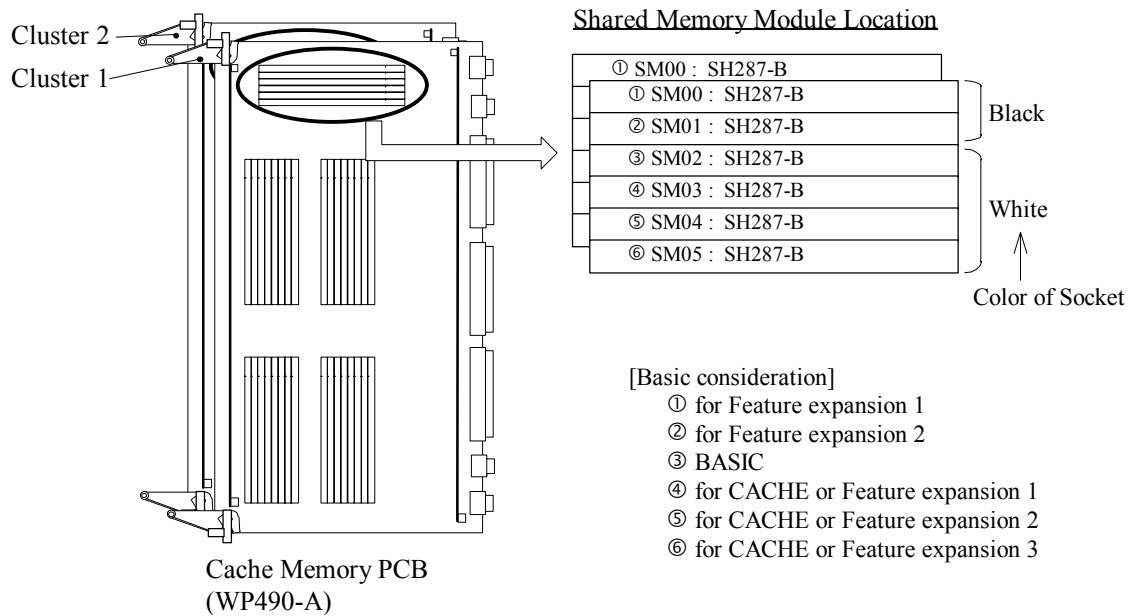 Cluster 2
Cluster 1
Shared Memory Module Location
① SM00 : SH287-B
① SM00 : SH287-B
② SM01 : SH287-B
③ SM02 : SH287-B
④ SM03 : SH287-B
⑤ SM04 : SH287-B
⑥ SM05 : SH287-B
Black
White
Color of Socket
[Basic consideration]
① for Feature expansion 1
② for Feature expansion 2
③ BASIC
④ for CACHE or Feature expansion 1
⑤ for CACHE or Feature expansion 2
⑥ for CACHE or Feature expansion 3
Cache Memory PCB
(WP490-A)